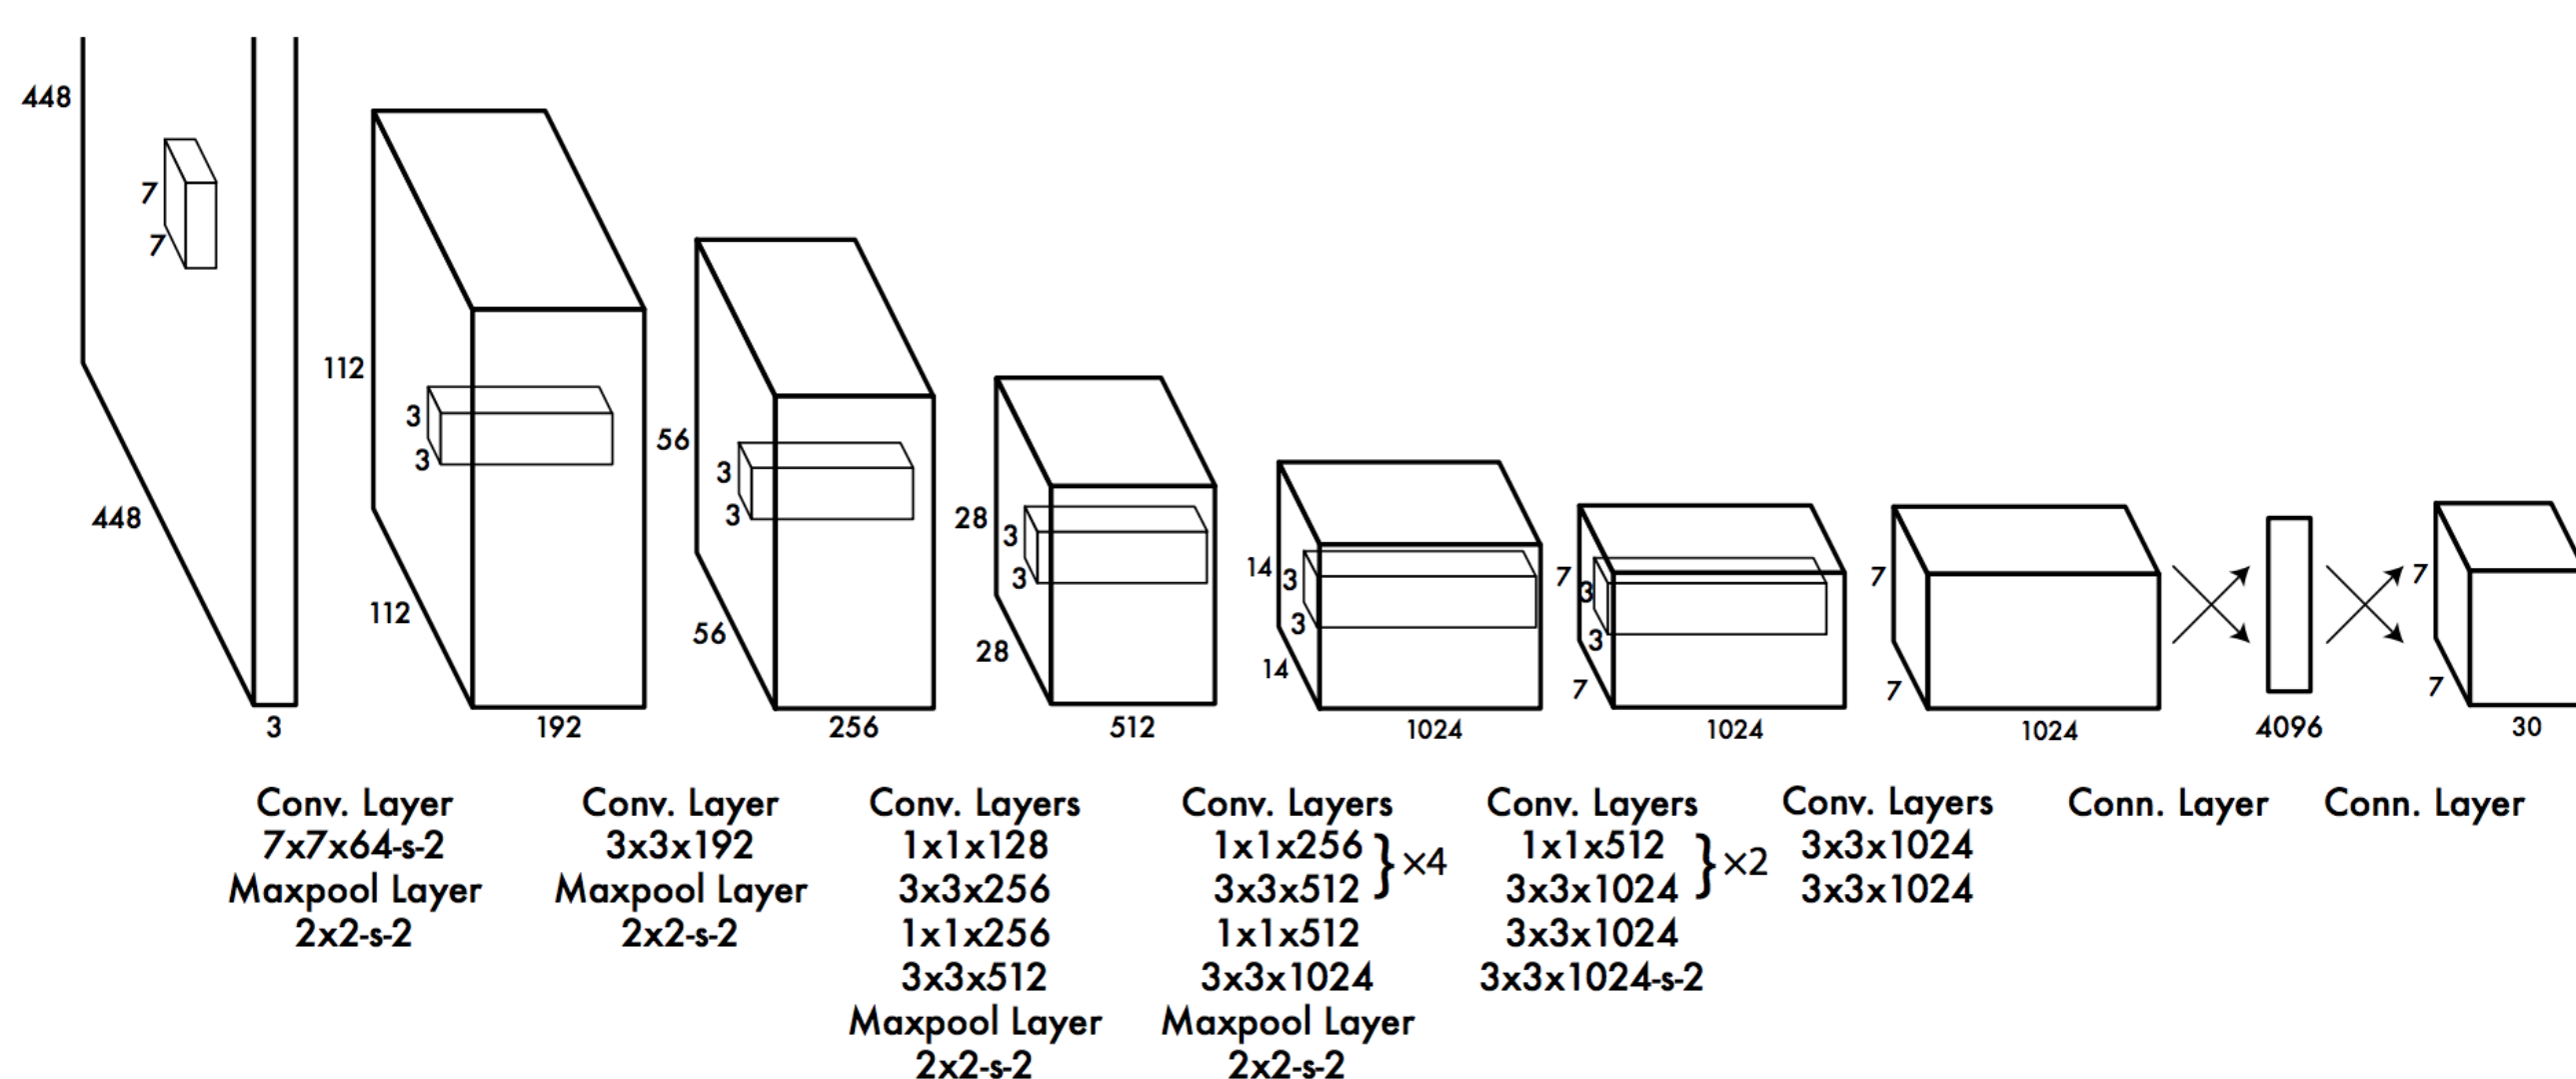 448
7
7
448
3
112
3
3
112
192
56
3
3
56
256
28
3
3
28
512
14
3
3
14
1024
7
3
3
7
1024
7
7
1024
4096
7
7
30
Conv. Layer
7x7x64-s-2
Maxpool Layer
2x2-s-2
Conv. Layer
3x3x192
Maxpool Layer
2x2-s-2
Conv. Layers
1x1x128
3x3x256
1x1x256
3x3x512
Maxpool Layer
2x2-s-2
Conv. Layers
1x1x256
3x3x512
} ×4
1x1x512
3x3x1024
Maxpool Layer
2x2-s-2
Conv. Layers
1x1x512
3x3x1024
} ×2
3x3x1024
3x3x1024-s-2
Conv. Layers
3x3x1024
3x3x1024
Conn. Layer
Conn. Layer